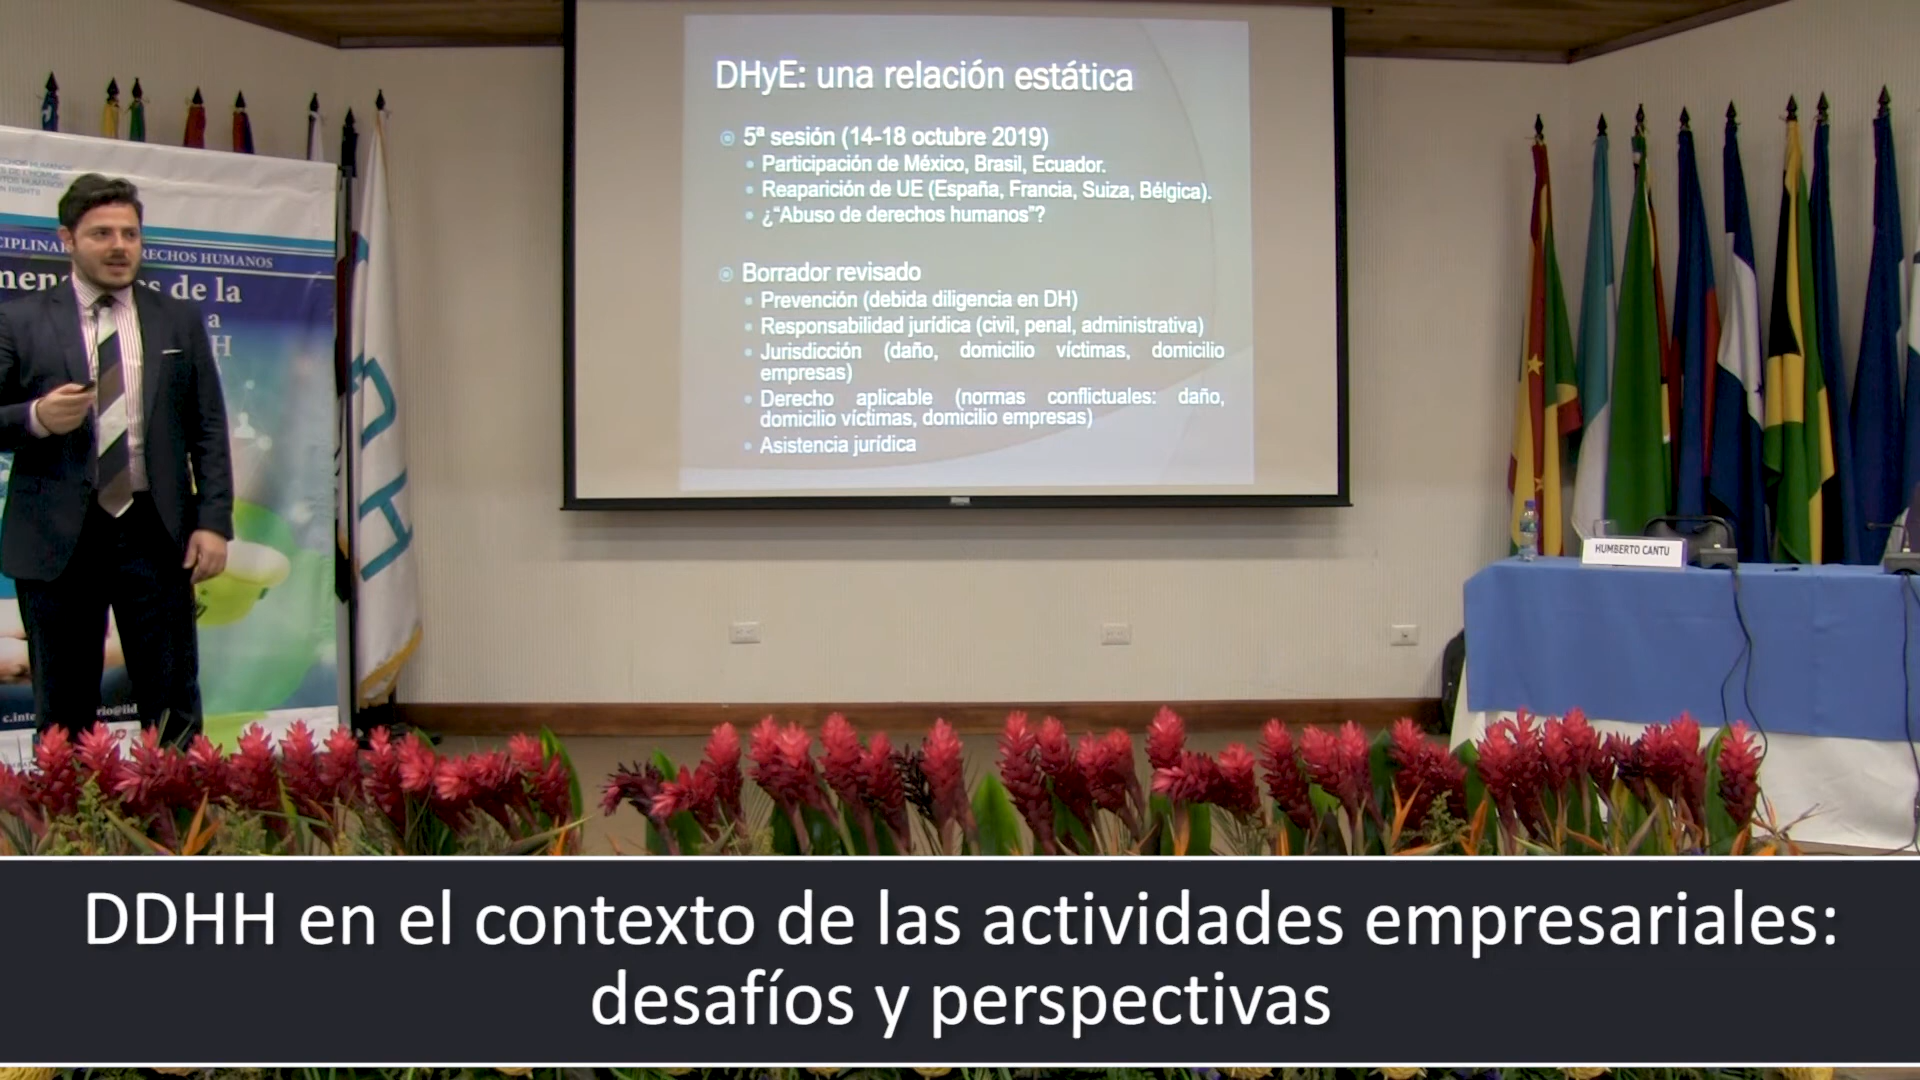 DHyE: una relación estática
5ª sesión (14-18 octubre 2019)
Participación de México, Brasil, Ecuador.
Reaparición de UE (España, Francia, Suiza, Bélgica).
¿“Abuso de derechos humanos”?
Borrador revisado
Prevención (debida diligencia en DH)
Responsabilidad jurídica (civil, penal, administrativa)
Jurisdicción (daño, domicilio víctimas, domicilio
empresas)
Derecho aplicable (normas conflictuales: daño,
domicilio víctimas, domicilio empresas)
Asistencia jurídica
HUMANOS
de la
a
H
HUMBERTO CANTU
DDHH en el contexto de las actividades empresariales:
desafíos y perspectivas